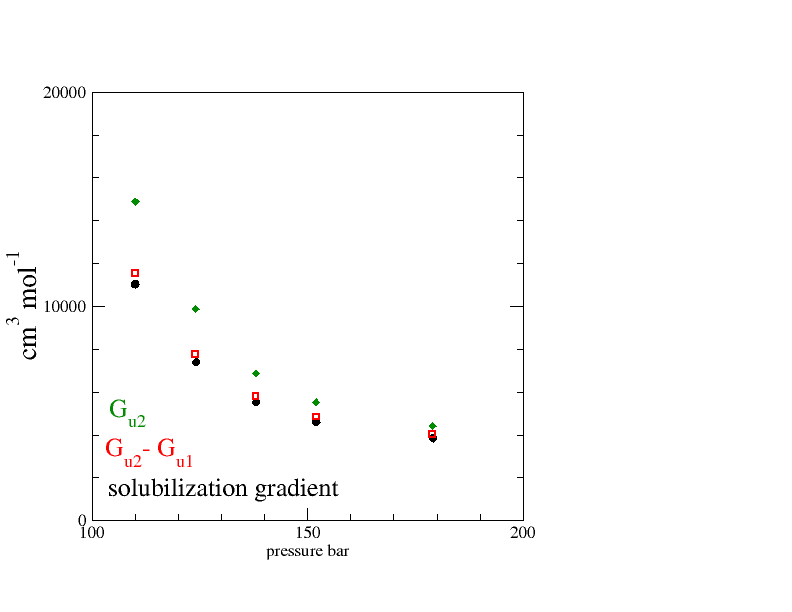 20000
10000
0
cm3 mol-1
Gu2
Gu2- Gu1
solubilization gradient
100 150 200
pressure bar